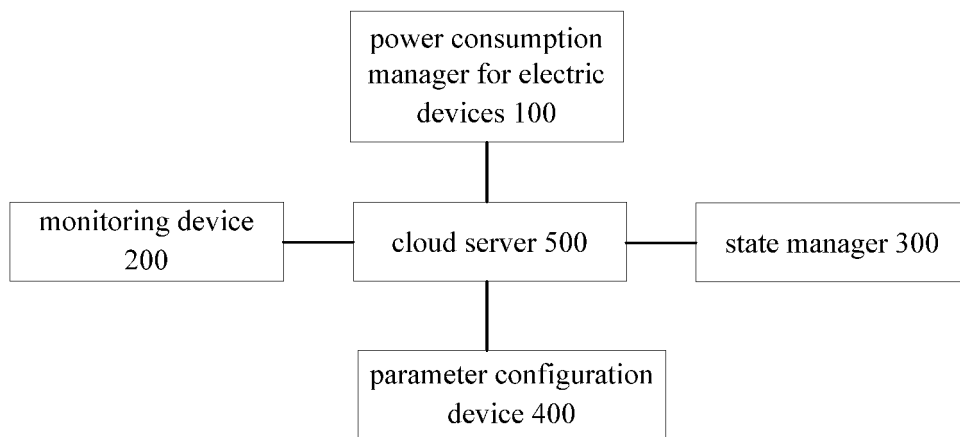 power consumption
manager for electric
devices 100
monitoring device
200
cloud server 500
state manager 300
parameter configuration
device 400